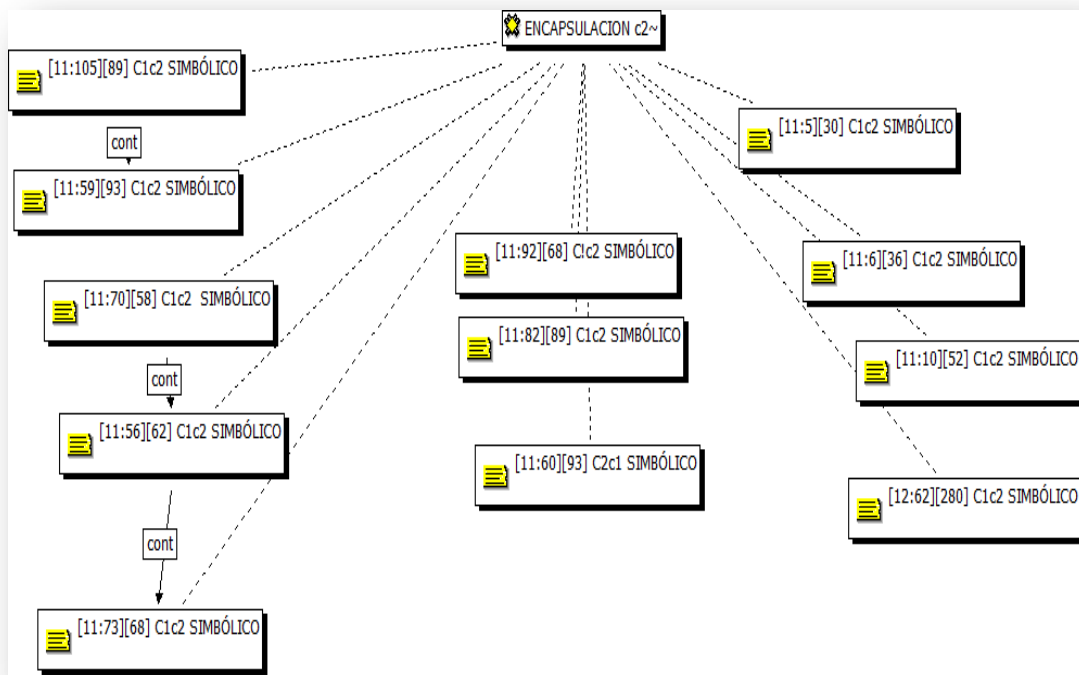 ENCAPSULACION c2~
[11:105][89] C1c2 SIMBÓLICO
cont
[11:59][93] C1c2 SIMBÓLICO
[11:70][58] C1c2 SIMBÓLICO
cont
[11:56][62] C1c2 SIMBÓLICO
cont
[11:73][68] C1c2 SIMBÓLICO
[11:92][68] C!c2 SIMBÓLICO
[11:82][89] C1c2 SIMBÓLICO
[11:60][93] C2c1 SIMBÓLICO
[11:5][30] C1c2 SIMBÓLICO
[11:6][36] C1c2 SIMBÓLICO
[11:10][52] C1c2 SIMBÓLICO
[12:62][280] C1c2 SIMBÓLICO